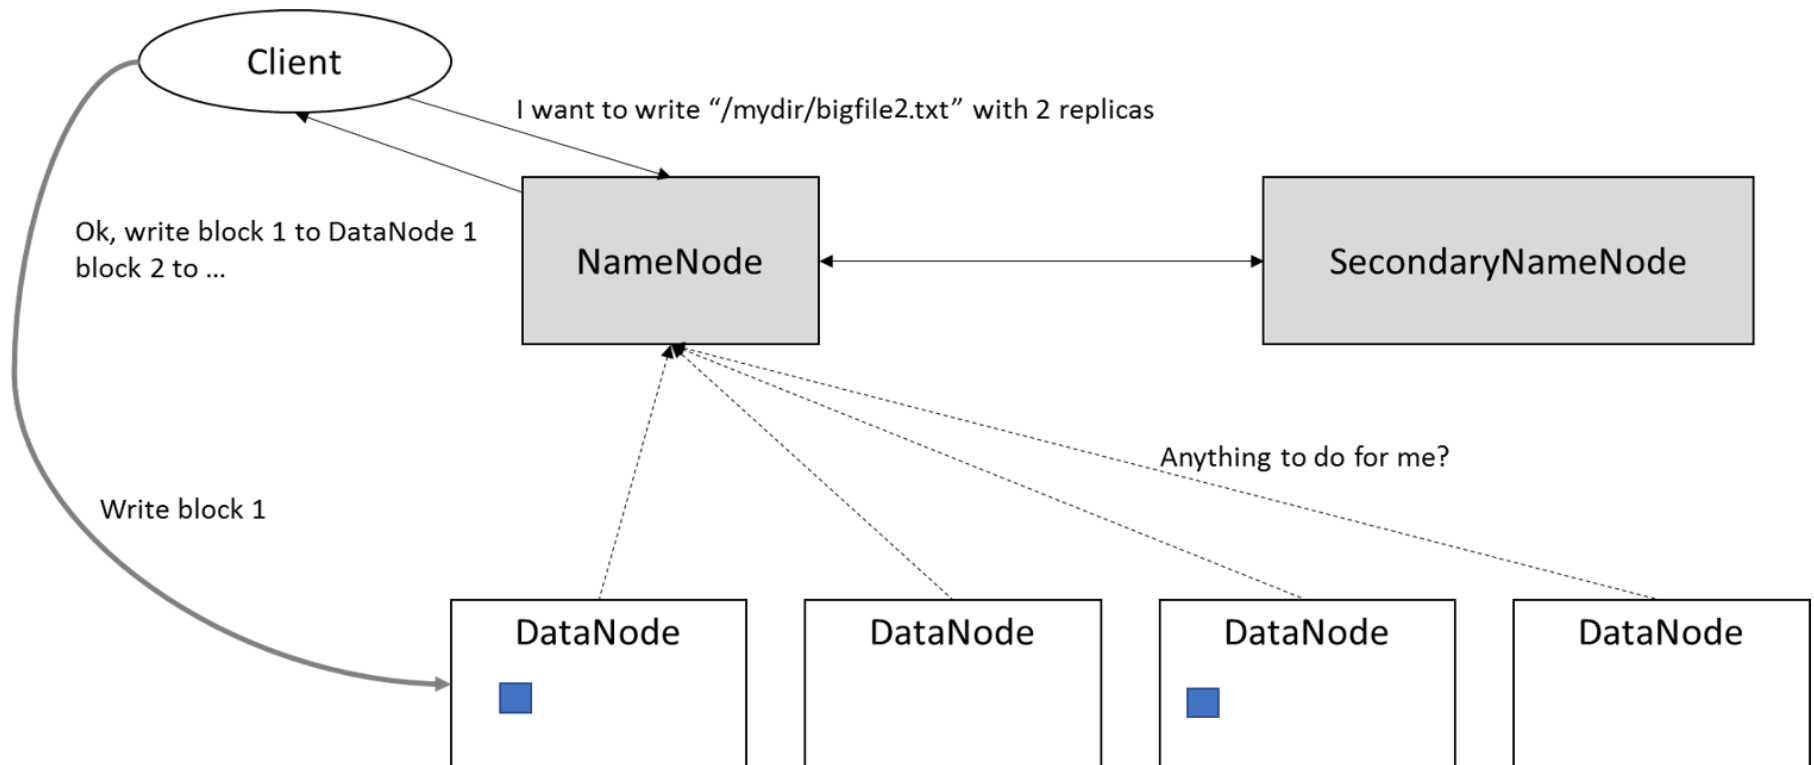 Client
I want to write “/mydir/bigfile2.txt” with 2 replicas
Ok, write block 1 to DataNode 1
block 2 to ...
NameNode
SecondaryNameNode
Anything to do for me?
Write block 1
DataNode
DataNode
DataNode
DataNode